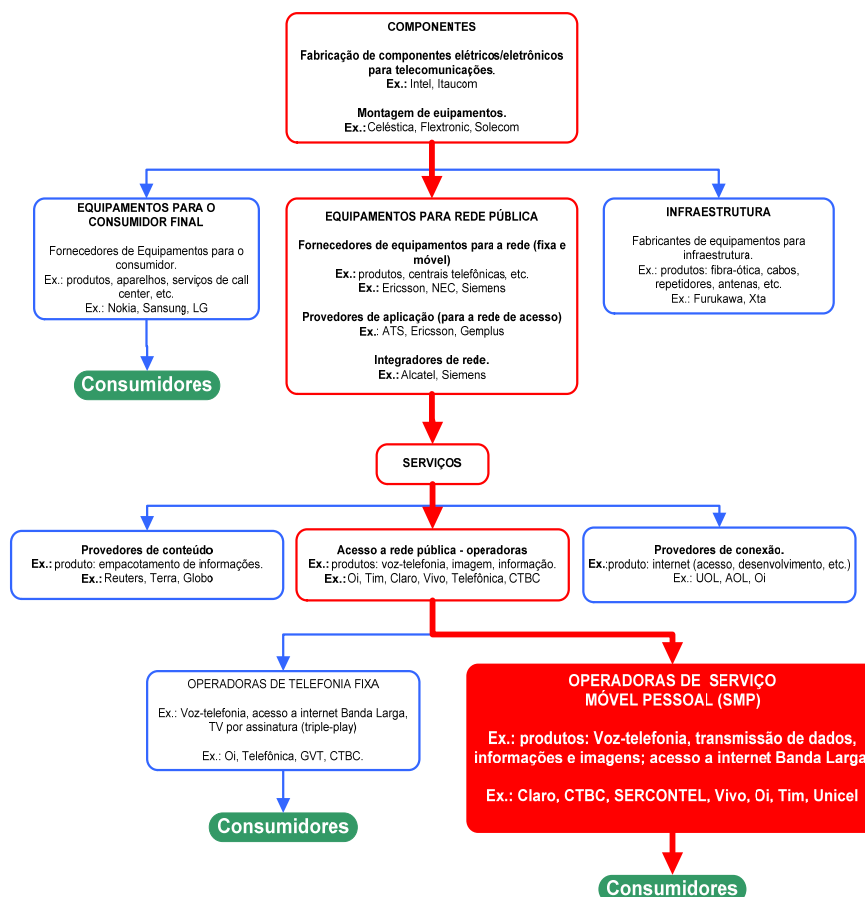 COMPONENTES
Fabricação de componentes elétricos/eletrônicos
para telecomunicações.
Ex.: Intel, Itaucom
Montagem de euipamentos.
Ex.: Celéstica, Flextronic, Solecom
EQUIPAMENTOS PARA O
CONSUMIDOR FINAL
Fornecedores de Equipamentos para o
consumidor.
Ex.: produtos, aparelhos, serviços de call
center, etc.
Ex.: Nokia, Sansung, LG
EQUIPAMENTOS PARA REDE PÚBLICA
Fornecedores de equipamentos para a rede (fixa e
móvel)
Ex.: produtos, centrais telefônicas, etc.
Ex.: Ericsson, NEC, Siemens
Provedores de aplicação (para a rede de acesso)
Ex.: ATS, Ericsson, Gemplus
Integradores de rede.
Ex.: Alcatel, Siemens
INFRAESTRUTURA
Fabricantes de equipamentos para
infraestrutura.
Ex.: produtos: fibra-ótica, cabos,
repetidores, antenas, etc.
Ex.: Furukawa, Xta
Consumidores
SERVIÇOS
Provedores de conteúdo
Ex.: produto: empacotamento de informações.
Ex.: Reuters, Terra, Globo
Acesso a rede pública - operadoras
Ex.: produtos: voz-telefonia, imagem, informação.
Ex.: Oi, Tim, Claro, Vivo, Telefônica, CTBC
Provedores de conexão.
Ex.:produto: internet (acesso, desenvolvimento, etc.)
Ex.: UOL, AOL, Oi
OPERADORAS DE TELEFONIA FIXA
Ex.: Voz-telefonia, acesso a internet Banda Larga,
TV por assinatura (triple-play)
Ex.: Oi, Telefônica, GVT, CTBC.
Consumidores
OPERADORAS DE SERVIÇO
MÓVEL PESSOAL (SMP)
Ex.: produtos: Voz-telefonia, transmissão de dados,
informações e imagens; acesso a internet Banda Larga
Ex.: Claro, CTBC, SERCONTEL, Vivo, Oi, Tim, Unicel
Consumidores